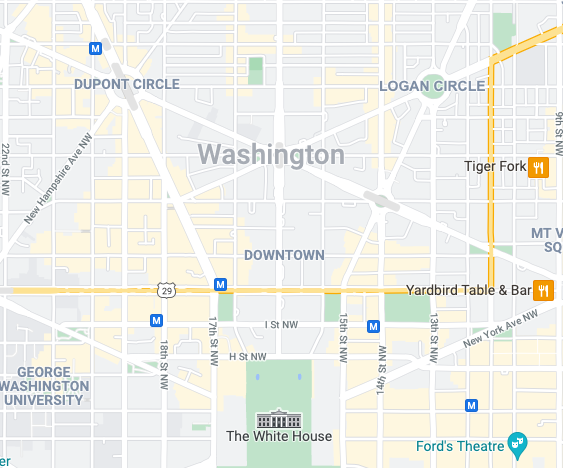 M
DUPONT CIRCLE
LOGAN CIRCLE
9th St NW
22nd St NW
New Hampshire Ave NW
Washington
Tiger Fork
MT V
SQ
DOWNTOWN
29
M
Yardbird Table & Bar
M
17th St NW
I St NW
15th St NW
M
13th St NW
New York Ave NW
18th St NW
H St NW
14th St NW
GEORGE
WASHINGTON
UNIVERSITY
M
The White House
Ford's Theatre
er